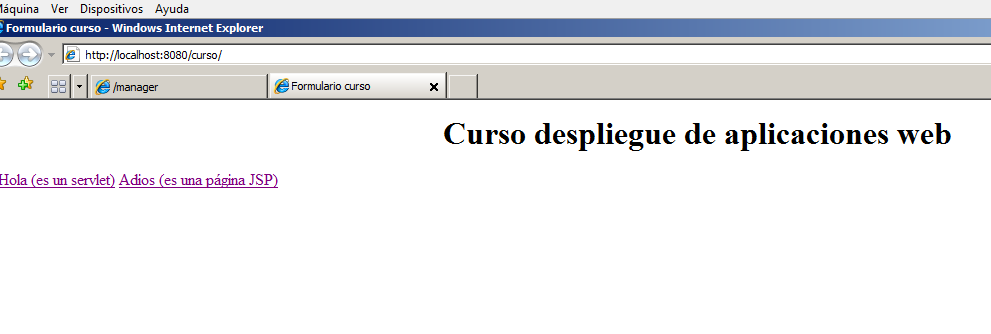 Máquina Ver Dispositivos Ayuda
Formulario curso - Windows Internet Explorer
http://localhost:8080/curso/
/manager Formulario curso
Curso despliegue de aplicaciones web
Hola (es un servlet) Adios (es una página JSP)